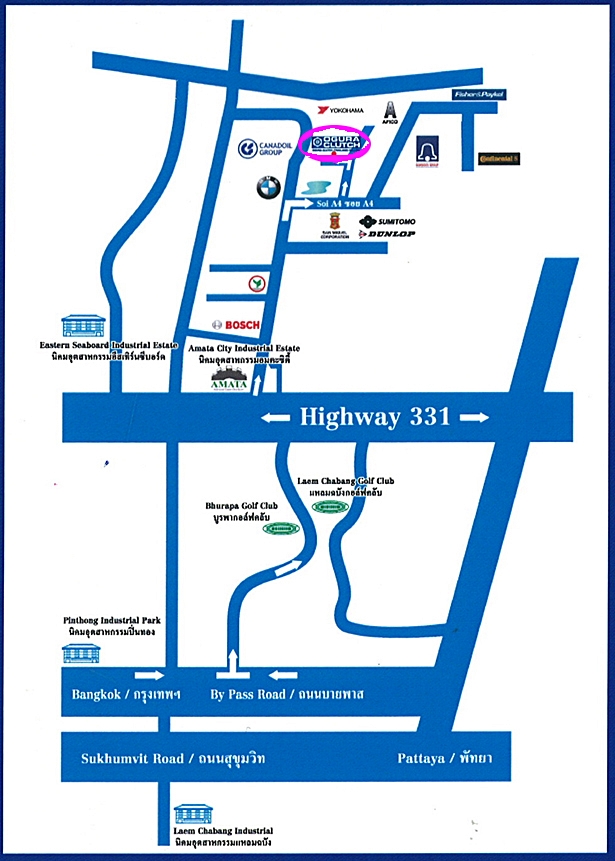 Fisher & Paykel
YOKOHAMA
APICO
CANADOIL
GROUP
OGURA
CLUTCH
Continental
Soi A4 ซอย A4
SAN MIGUEL
CORPORATION
SUMITOMO
DUNLOP
BOSCH
Eastern Seaboard Industrial Estate
นิคมอุตสาหกรรมอีสเทิร์นซีบอร์ด
Amata City Industrial Estate
นิคมอุตสาหกรรมอมตะซิตี้
AMATA
Highway 331
Laem Chabang Golf Club
แหลมฉบังกอล์ฟคลับ
Bhurapa Golf Club
บูรพากอล์ฟคลับ
Pinthong Industrial Park
นิคมอุตสาหกรรมปิ่นทอง
Bangkok / กรุงเทพฯ
By Pass Road / ถนนบายพาส
Sukhumvit Road / ถนนสุขุมวิท
Pattaya / พัทยา
Laem Chabang Industrial
นิคมอุตสาหกรรมแหลมฉบัง